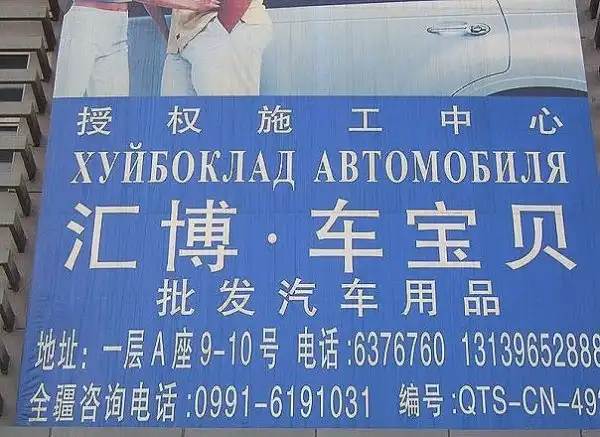 授权施工中心
ХУЙБОКЛАД АВТОМОБИЛЯ
汇博·车宝贝
批发汽车用品
地址：一层A座9-10号 电话:6376760 13139652888
全疆咨询电话:0991-6191031 编号:QTS-CN-49